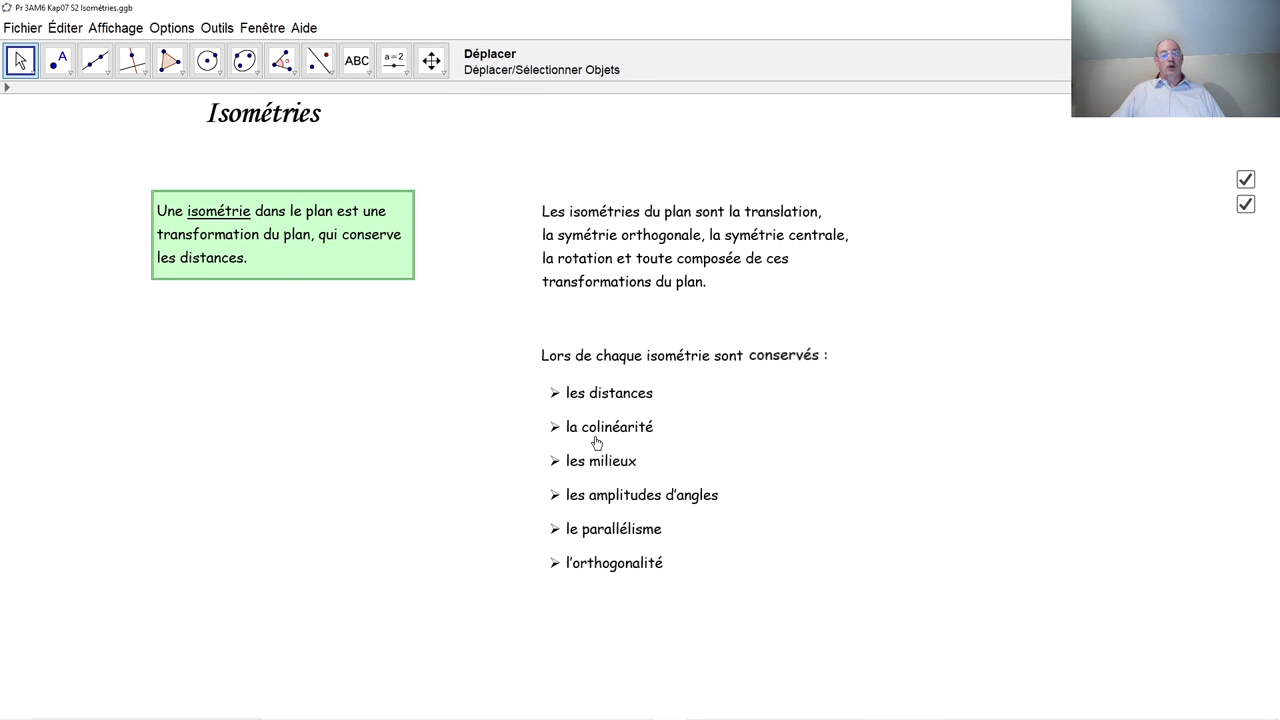 Pr 3AM6 Kap07 S2 Isométries.ggb
Fichier Éditer Affichage Options Outils Fenêtre Aide
A
ABC
a=2
Déplacer
Déplacer/Sélectionner Objets
Isométries
Une isométrie dans le plan est une
transformation du plan, qui conserve
les distances.
Les isométries du plan sont la translation,
la symétrie orthogonale, la symétrie centrale,
la rotation et toute composée de ces
transformations du plan.
Lors de chaque isométrie sont conservés :
➢ les distances
➢ la colinéarité
➢ les milieux
➢ les amplitudes d'angles
➢ le parallélisme
➢ l'orthogonalité